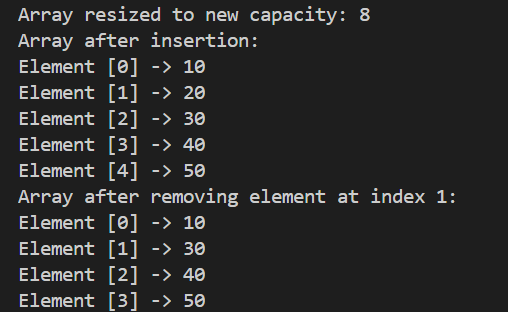 Array resized to new capacity: 8
Array after insertion:
Element [0] -> 10
Element [1] -> 20
Element [2] -> 30
Element [3] -> 40
Element [4] -> 50
Array after removing element at index 1:
Element [0] -> 10
Element [1] -> 30
Element [2] -> 40
Element [3] -> 50